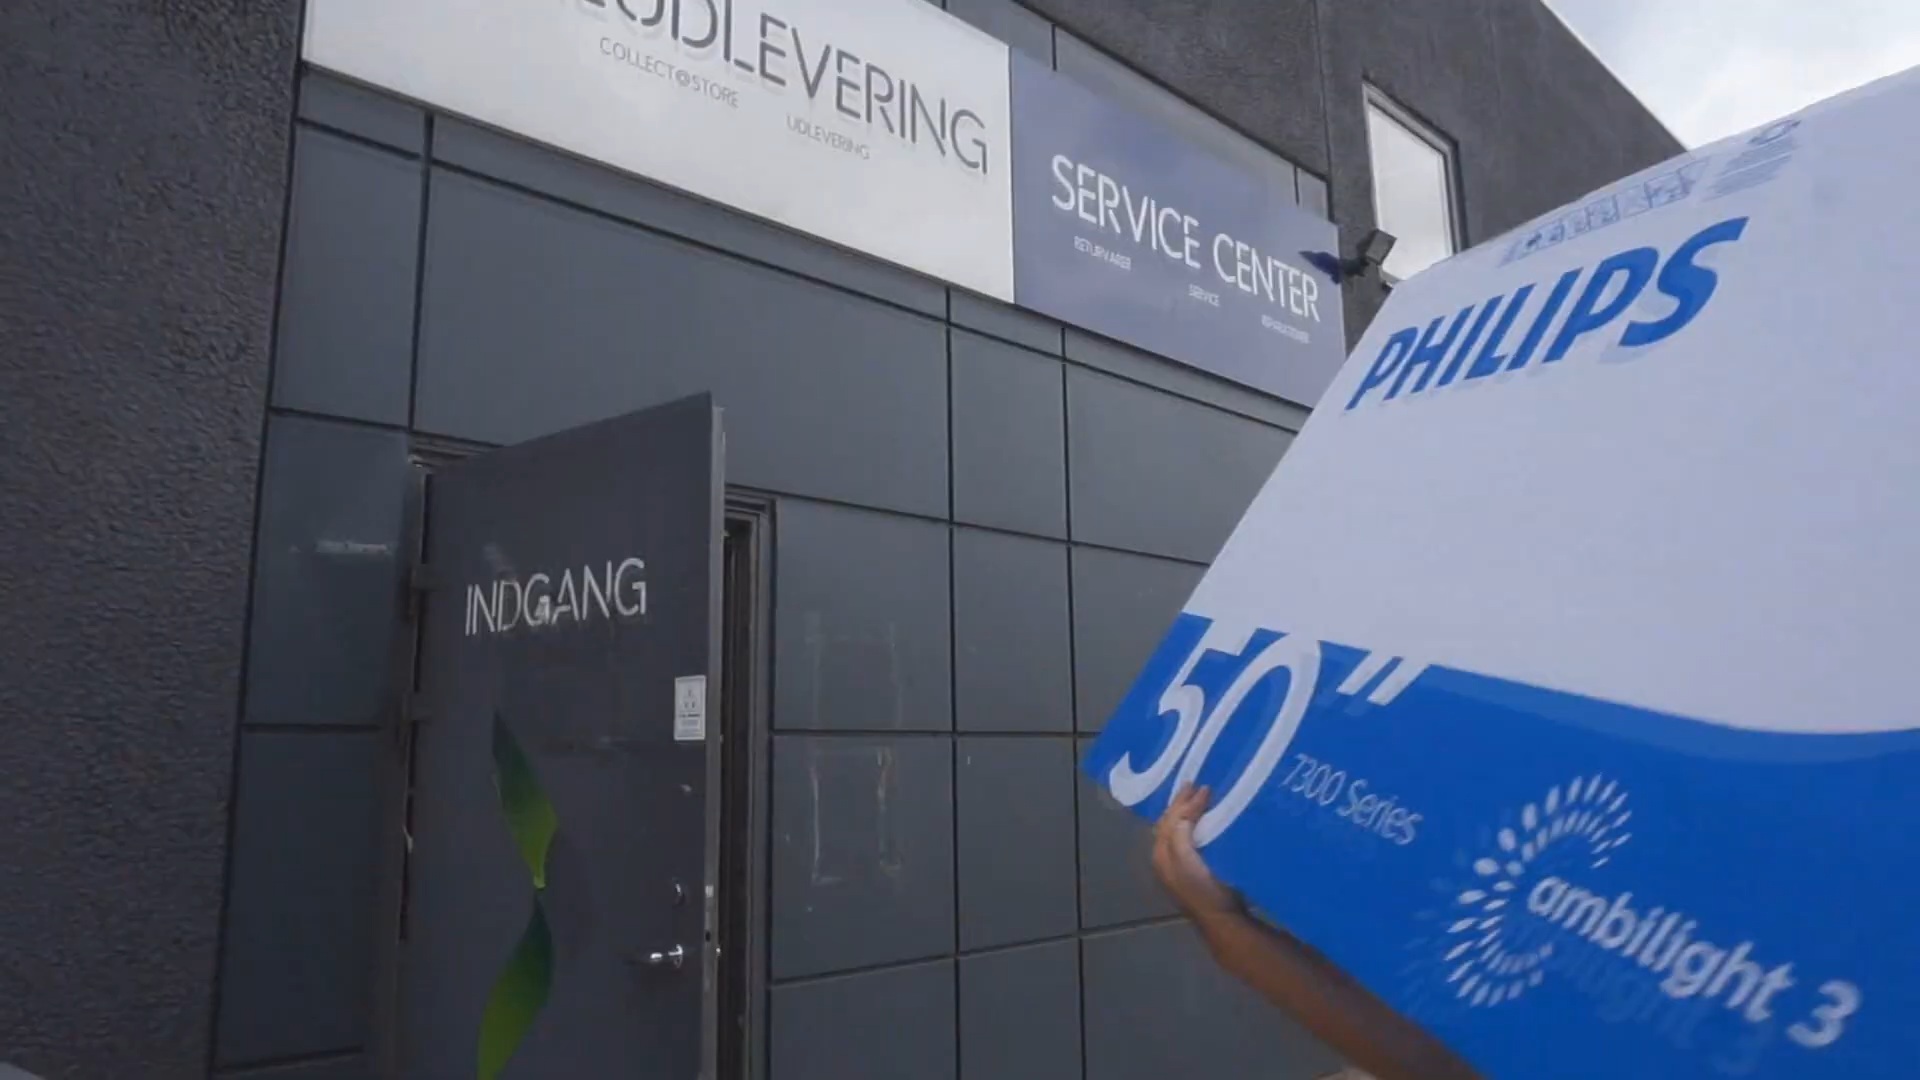 UDLEVERING
COLLECT@STORE
UDLEVERING
SERVICE CENTER
RETURVARER
SERVICE
INDGANG
PHILIPS
50"
7300 Series
ambilight 3